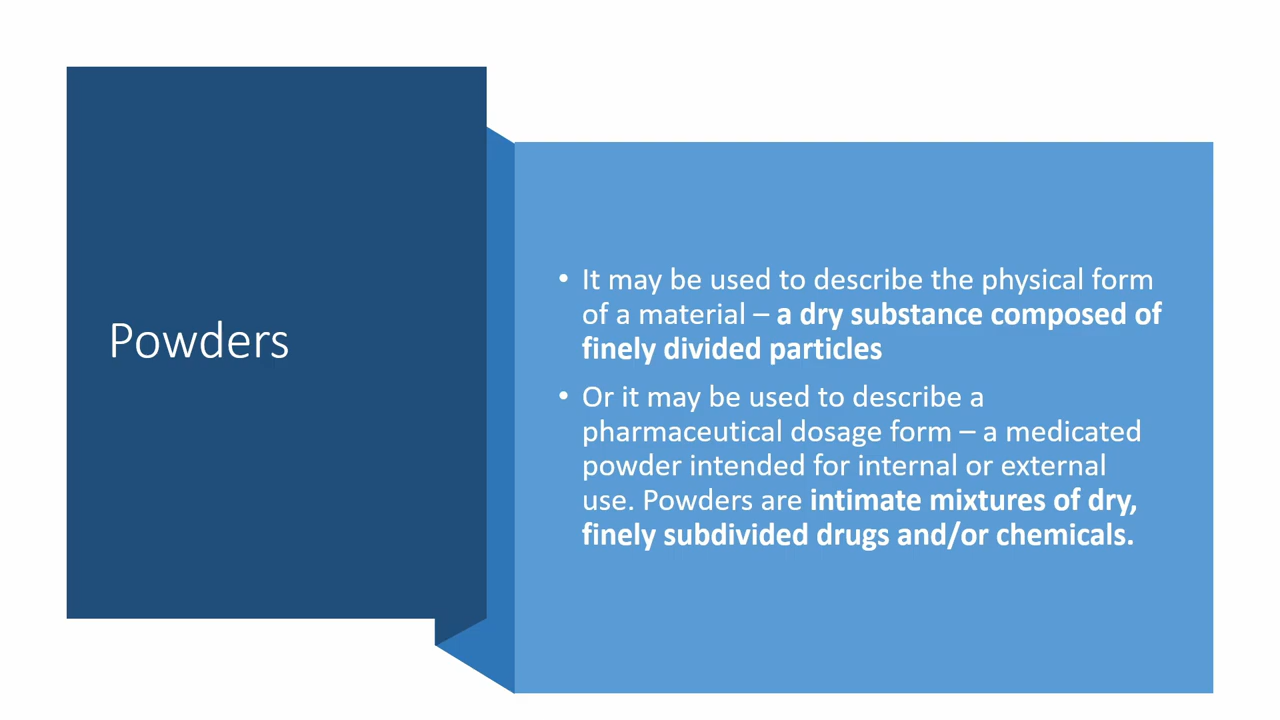 Powders
• It may be used to describe the physical form
of a material – a dry substance composed of
finely divided particles
• Or it may be used to describe a
pharmaceutical dosage form – a medicated
powder intended for internal or external
use. Powders are intimate mixtures of dry,
finely subdivided drugs and/or chemicals.